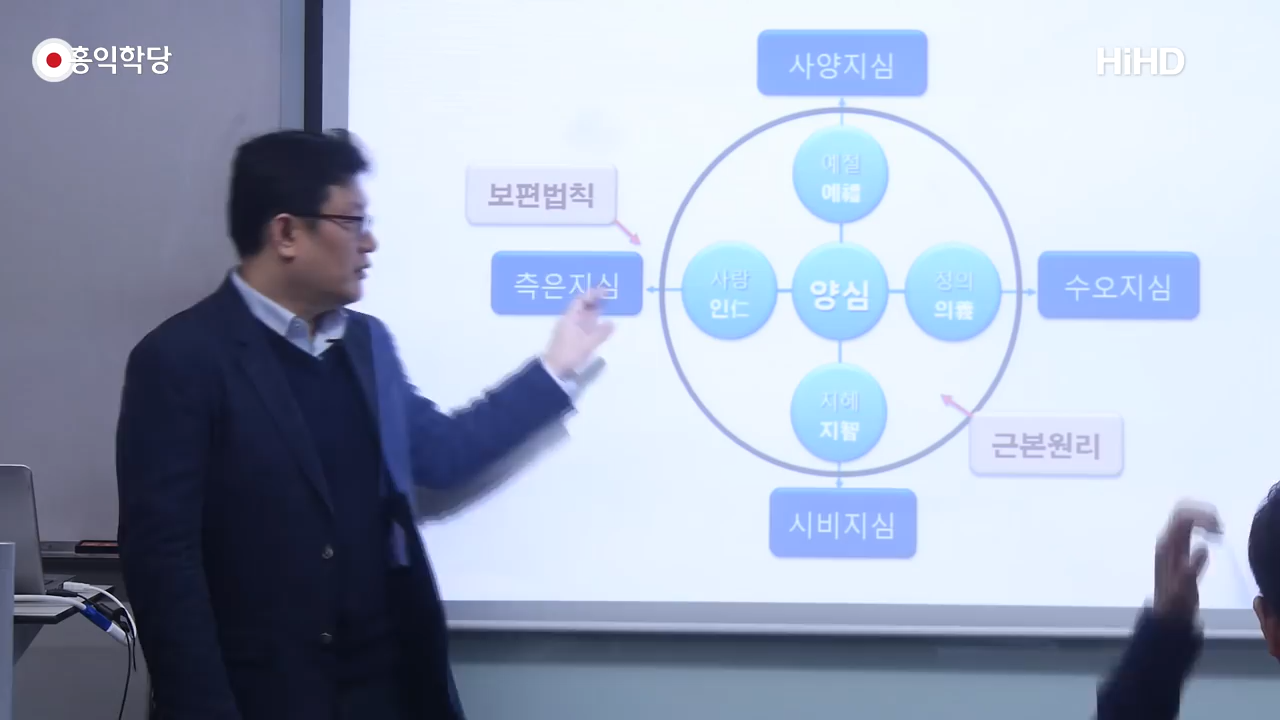 홍익학당
HiHD
사양지심
예절
예禮
보편법칙
측은지심
사랑
인仁
양심
정의
의義
수오지심
지혜
지智
근본원리
시비지심